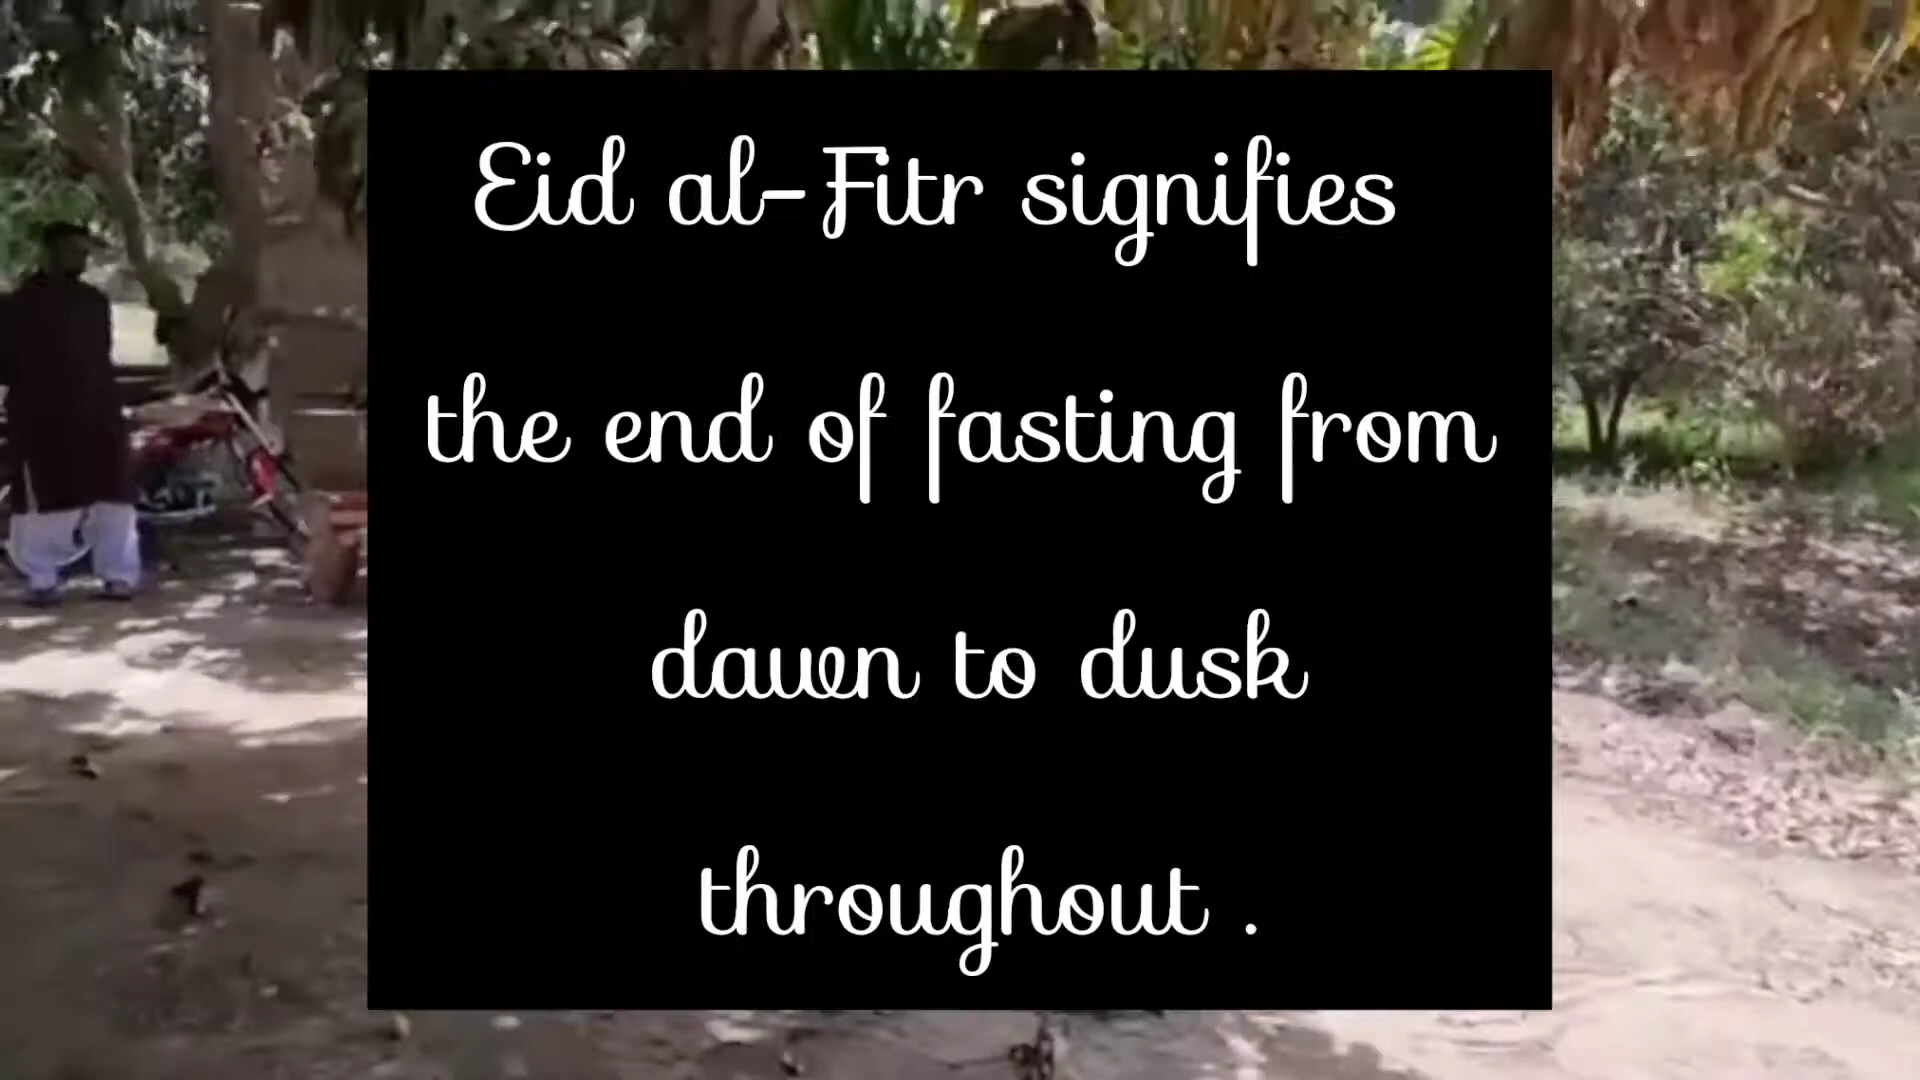 Eid al-Fitr signifies
the end of fasting from
dawn to dusk
throughout .